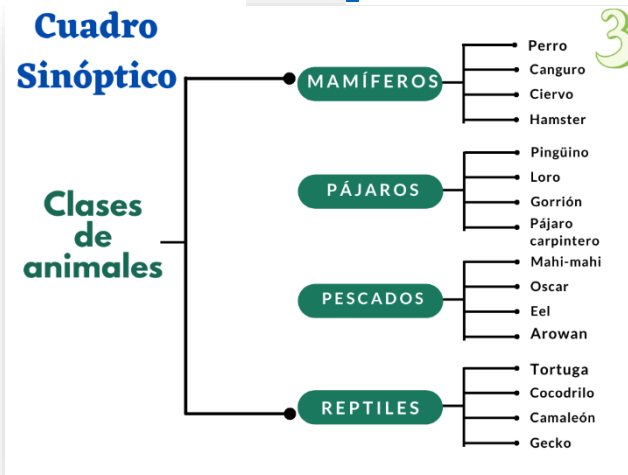 Cuadro
Sinóptico
3
Clases
de
animales
MAMÍFEROS
Perro
Canguro
Ciervo
Hamster
PÁJAROS
Pingüino
Loro
Gorrión
Pájaro
carpintero
PESCADOS
Mahi-mahi
Oscar
Eel
Arowan
REPTILES
Tortuga
Cocodrilo
Camaleón
Gecko